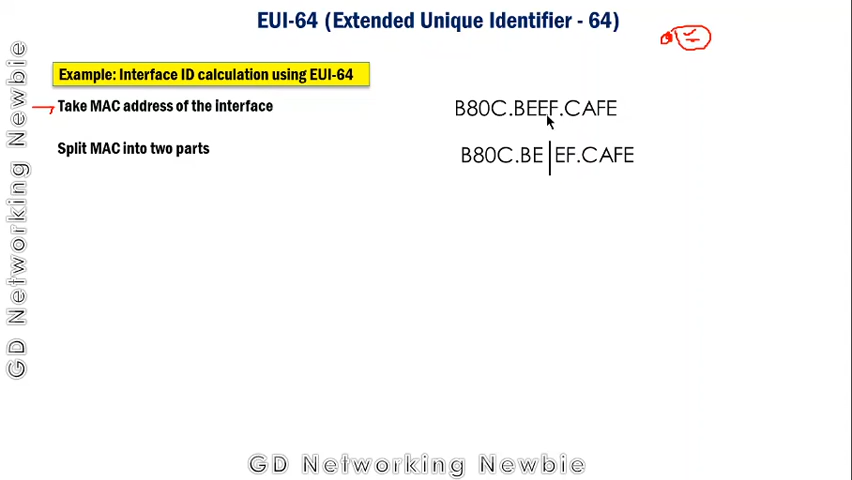 EUI-64 (Extended Unique Identifier - 64)
Example: Interface ID calculation using EUI-64
Take MAC address of the interface
B80C.BEEF.CAFE
Split MAC into two parts
B80C.BE EF.CAFE
GD Networking Newbie
GD Networking Newbie